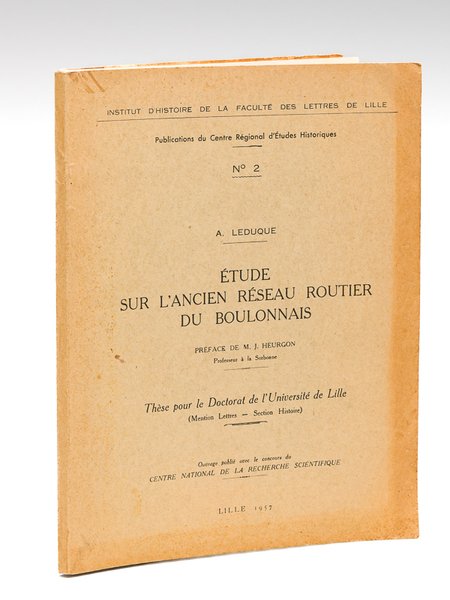 INSTITUT D'HISTOIRE DE LA FACULTÉ DES LETTRES DE LILLE
Publications du Centre Régional d'Études Historiques
Nº 2
A. LEDUQUE
ÉTUDE
SUR L'ANCIEN RÉSEAU ROUTIER
DU BOULONNAIS
PRÉFACE DE M. J. HEURGON
Professeur à la Sorbonne
Thèse pour le Doctorat de l'Université de Lille
(Mention Lettres — Section Histoire)
Ouvrage publié avec le concours du
CENTRE NATIONAL DE LA RECHERCHE SCIENTIFIQUE
LILLE 1957